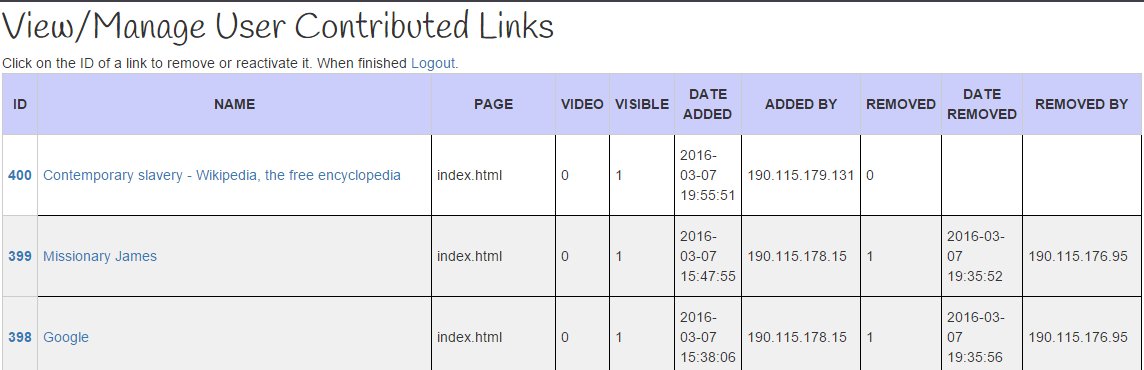 View/Manage User Contributed Links
Click on the ID of a link to remove or reactivate it. When finished Logout.
ID NAME PAGE VIDEO VISIBLE DATE ADDED ADDED BY REMOVED DATE REMOVED REMOVED BY
400 Contemporary slavery - Wikipedia, the free encyclopedia index.html 0 1 2016-03-07 19:55:51 190.115.179.131 0
399 Missionary James index.html 0 1 2016-03-07 15:47:55 190.115.178.15 1 2016-03-07 19:35:52 190.115.176.95
398 Google index.html 0 1 2016-03-07 15:38:06 190.115.178.15 1 2016-03-07 19:35:56 190.115.176.95